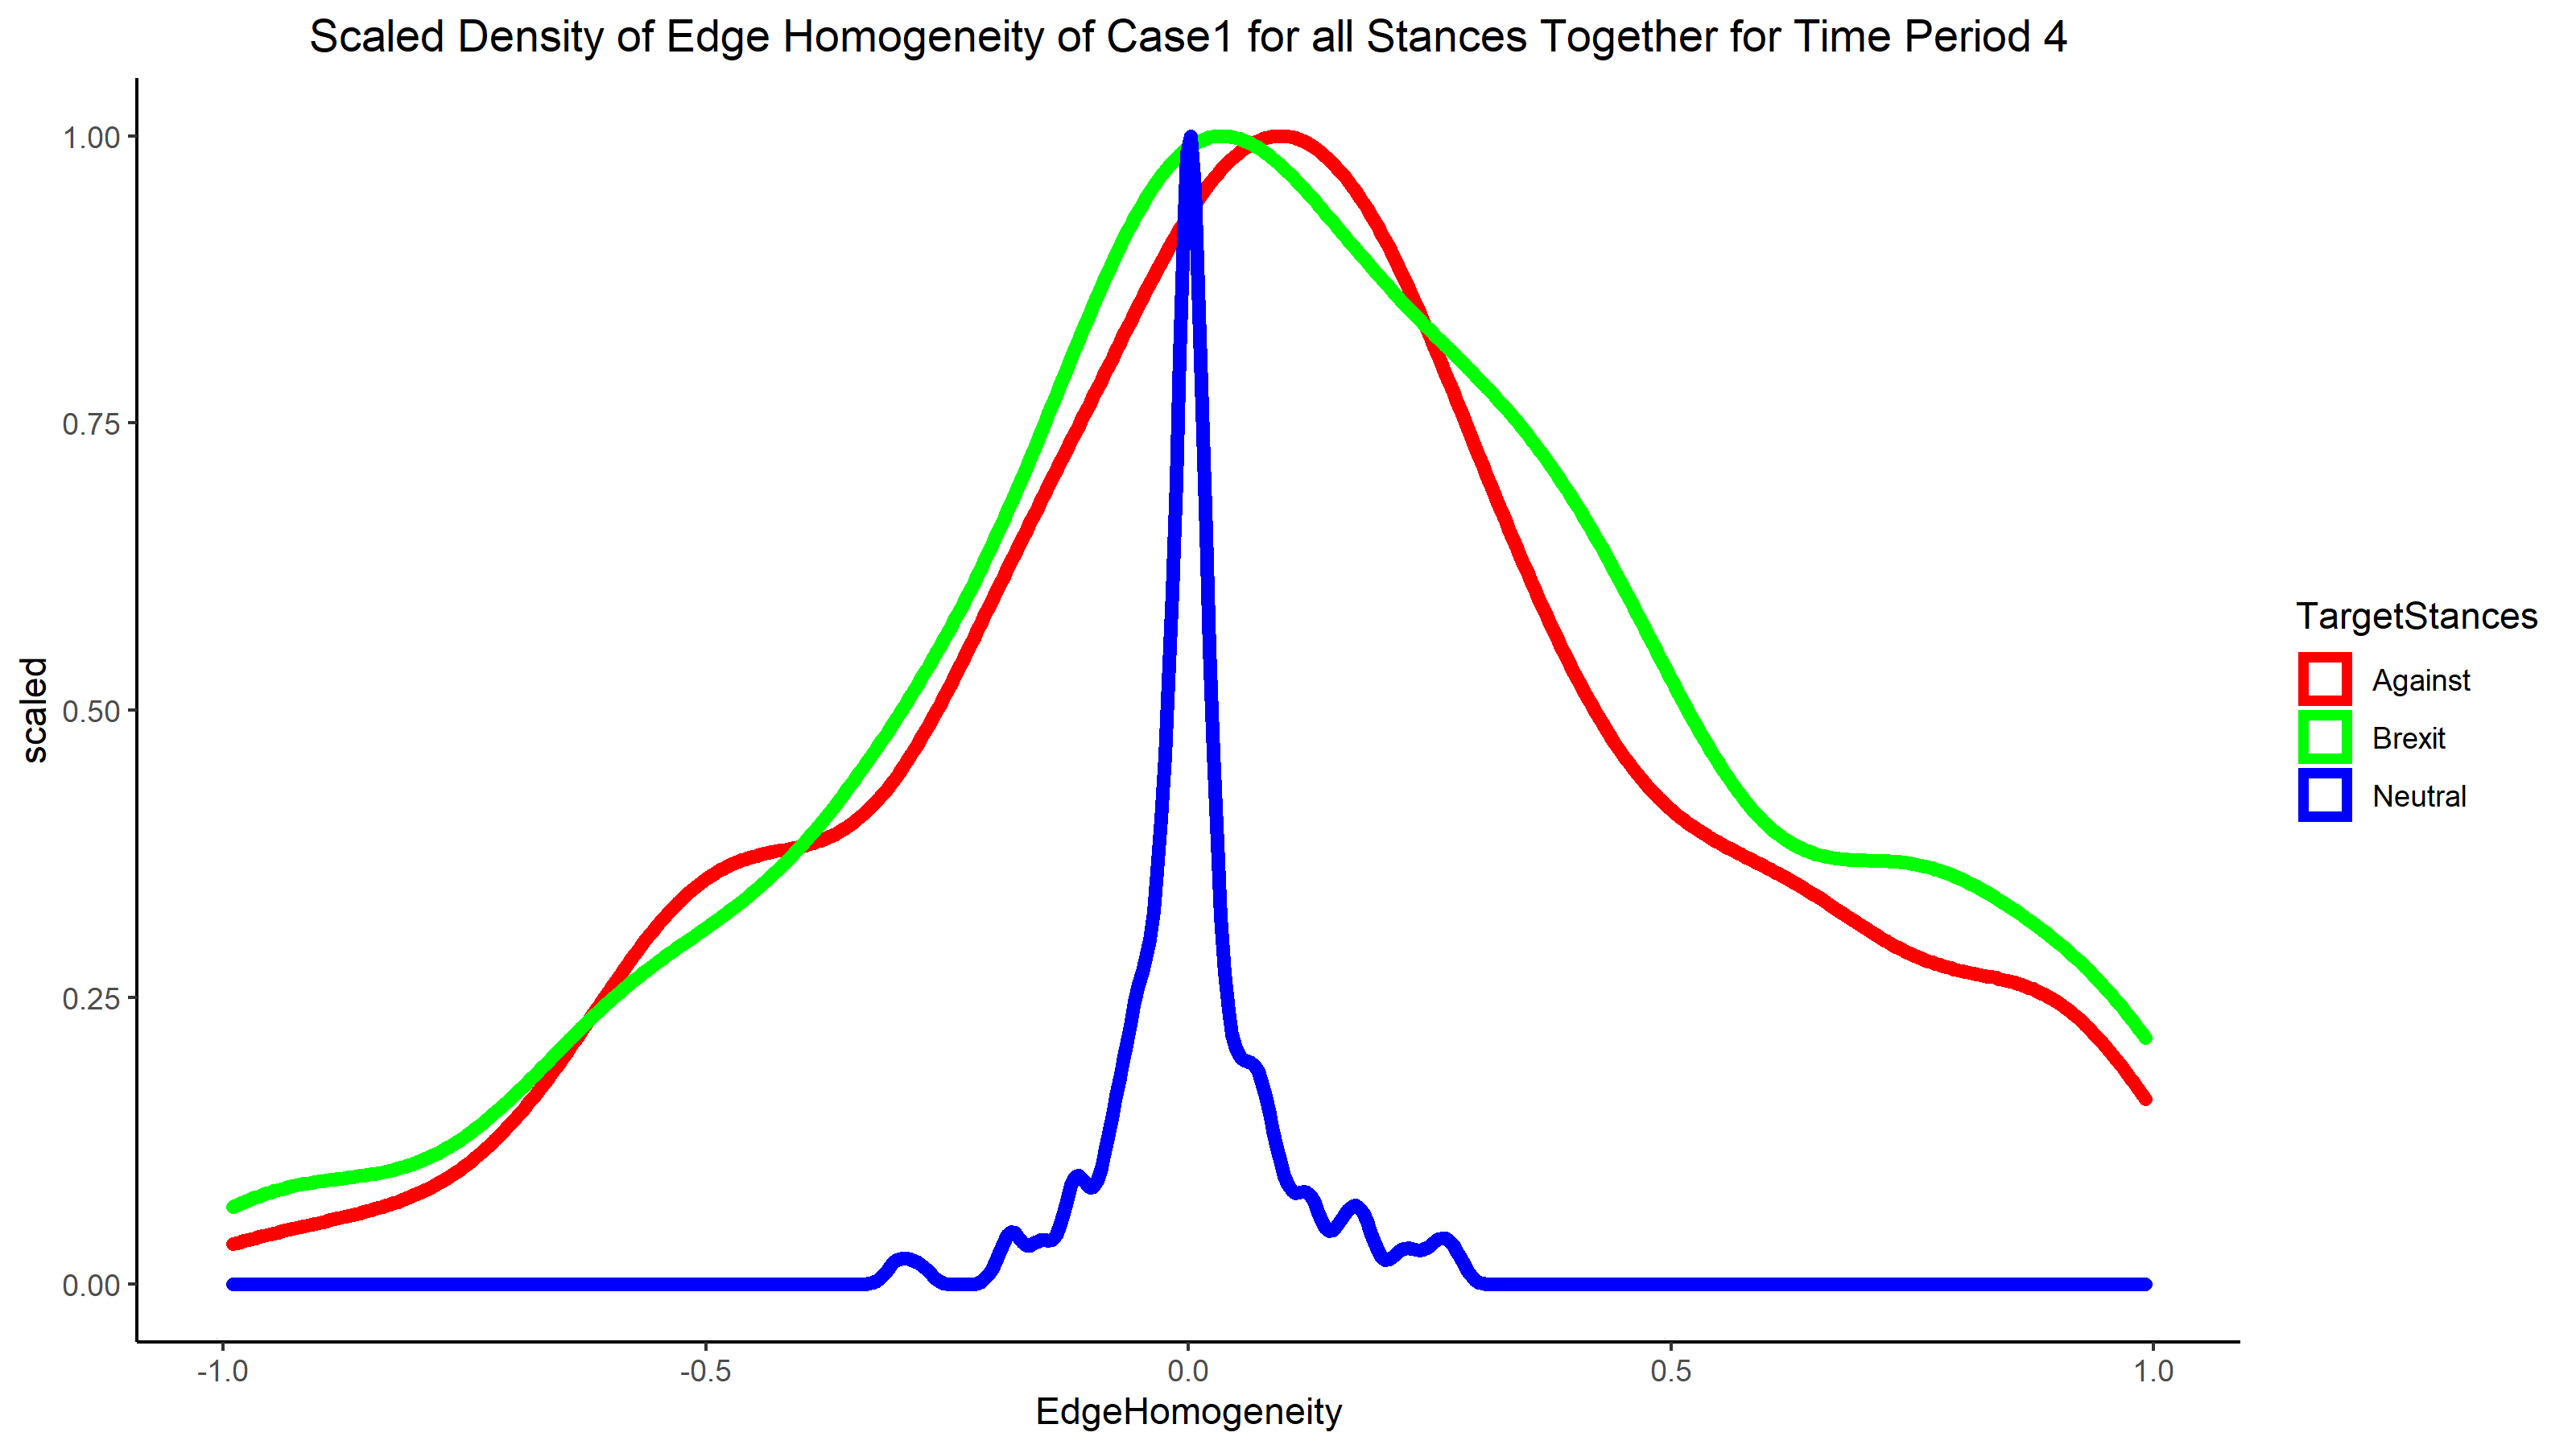 Scaled Density of Edge Homogeneity of Case1 for all Stances Together for Time Period 4
scaled
1.00
0.75
0.50
0.25
0.00
-1.0
-0.5
0.0
0.5
1.0
EdgeHomogeneity
TargetStances
Against
Brexit
Neutral